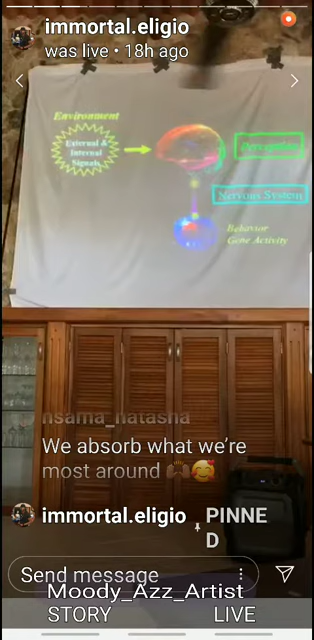 immortal.eligio
was live • 18h ago
Environment
External &
Internal
Signals
Perception
Nervous System
Behavior
Gene Activity
nsama_natasha
We absorb what we're
most around 🙌🏾🥰
immortal.eligio PINNE
D
Send message
Moody_Azz_Artist
STORY LIVE